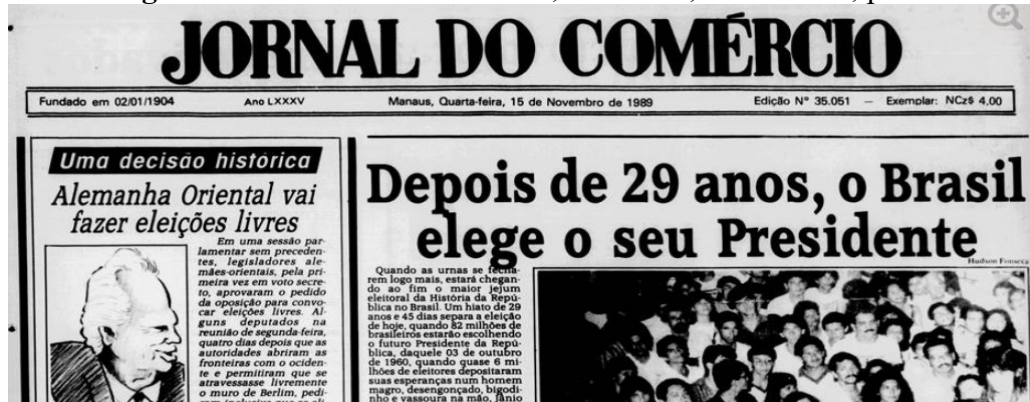 JORNAL DO COMÉRCIO
Fundado em 02/01/1904 Ano LXXXV Manaus, Quarta-feira, 15 de Novembro de 1989 Edição Nº 35.051 — Exemplar: NCz$ 4,00
Uma decisão histórica
Alemanha Oriental vai
fazer eleições livres
Em uma sessão par-
lamentar sem preceden-
tes, legisladores ale-
mães-orientais, pela pri-
meira vez em voto secre-
to, aprovaram o pedido
da oposição para convo-
car eleições livres. Al-
guns deputados na
reunião de segunda-feira,
quatro dias depois que as
autoridades abriram as
fronteiras com o ociden-
te e permitiram que se
atravessasse livremente
o muro de Berlim, pedi-
Depois de 29 anos, o Brasil
elege o seu Presidente
Hudson Fonseca
Quando as urnas se fecha-
rem logo mais, estará chegan-
do ao fim o maior jejum
eleitoral da História da Repú-
blica no Brasil. Um hiato de 29
anos e 45 dias separa a eleição
de hoje, quando 82 milhões de
brasileiros estarão escolhendo
o futuro Presidente da Repú-
blica, daquele 03 de outubro
de 1960, quando quase 6 mi-
lhões de eleitores depositaram
suas esperanças num homem
magro, desengonçado, bigodi-
nho e vassoura na mão, Jânio